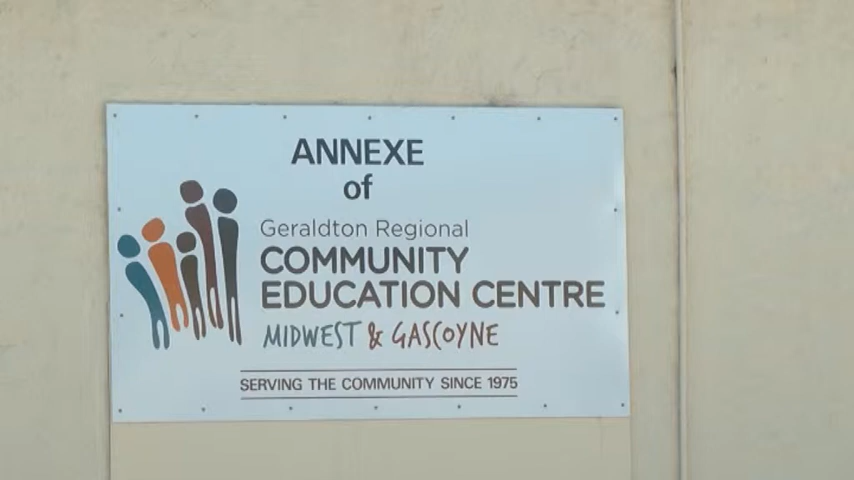 ANNEXE
of
Geraldton Regional
COMMUNITY
EDUCATION CENTRE
MIDWEST & GASCOYNE
SERVING THE COMMUNITY SINCE 1975